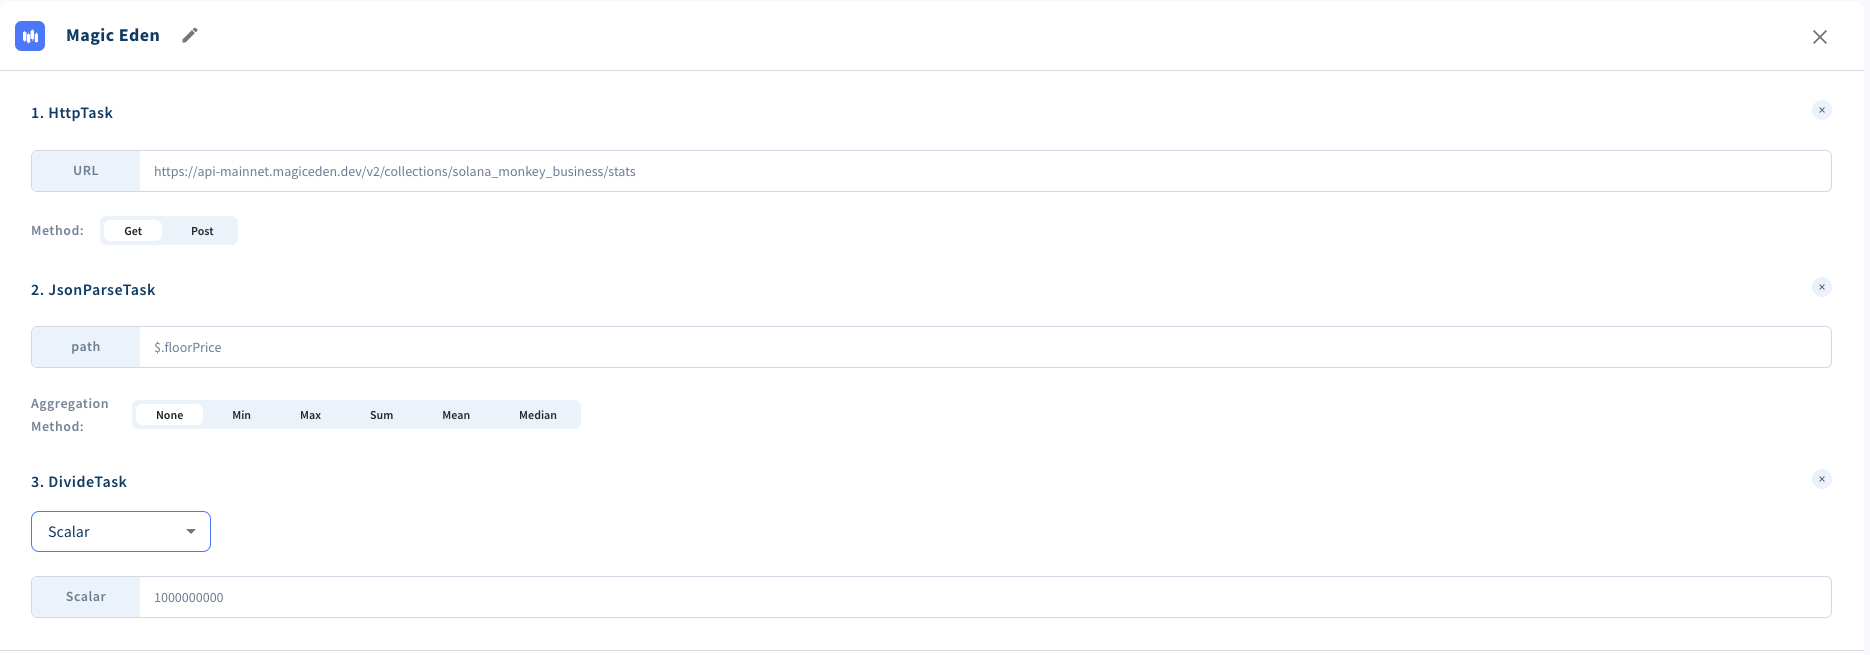 Magic Eden
1. HttpTask
URL https://api-mainnet.magiceden.dev/v2/collections/solana_monkey_business/stats
Method: Get Post
2. JsonParseTask
path $.floorPrice
Aggregation
Method:
None Min Max Sum Mean Median
3. DivideTask
Scalar
Scalar 1000000000